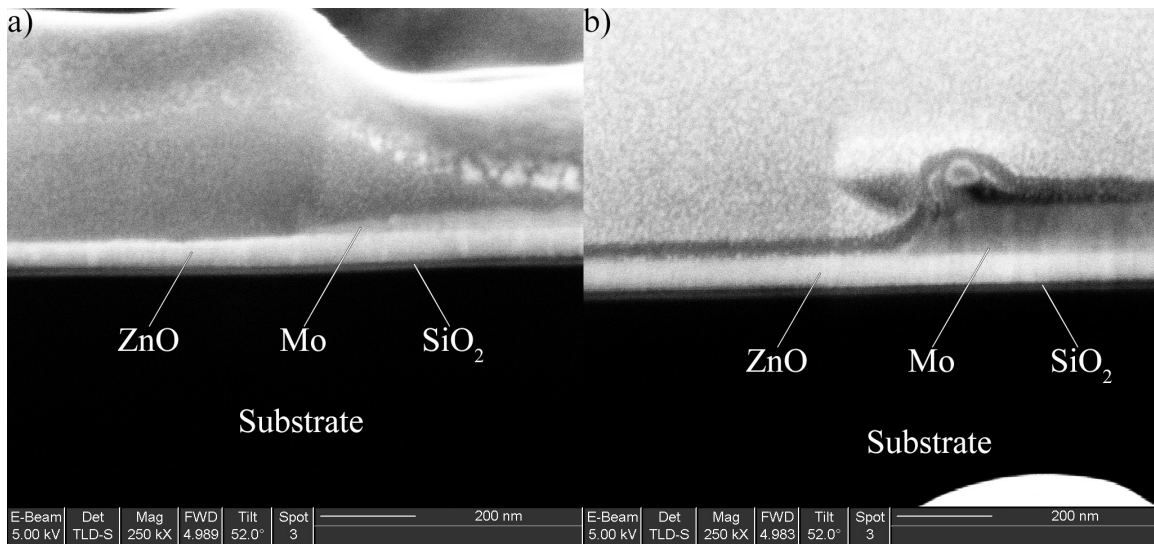 a)
ZnO
Mo
SiO₂
Substrate
E-Beam Det Mag FWD Tilt Spot
5.00 kV TLD-S 250 kX 4.989 52.0° 3 200 nm
b)
ZnO
Mo
SiO₂
Substrate
E-Beam Det Mag FWD Tilt Spot
5.00 kV TLD-S 250 kX 4.983 52.0° 3 200 nm